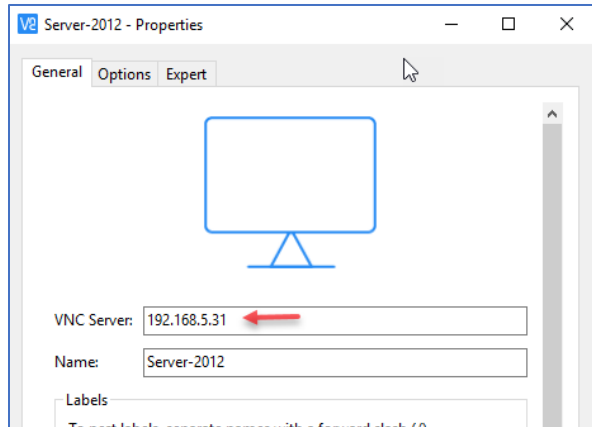 V2 Server-2012 - Properties
General Options Expert
VNC Server: 192.168.5.31
Name: Server-2012
Labels